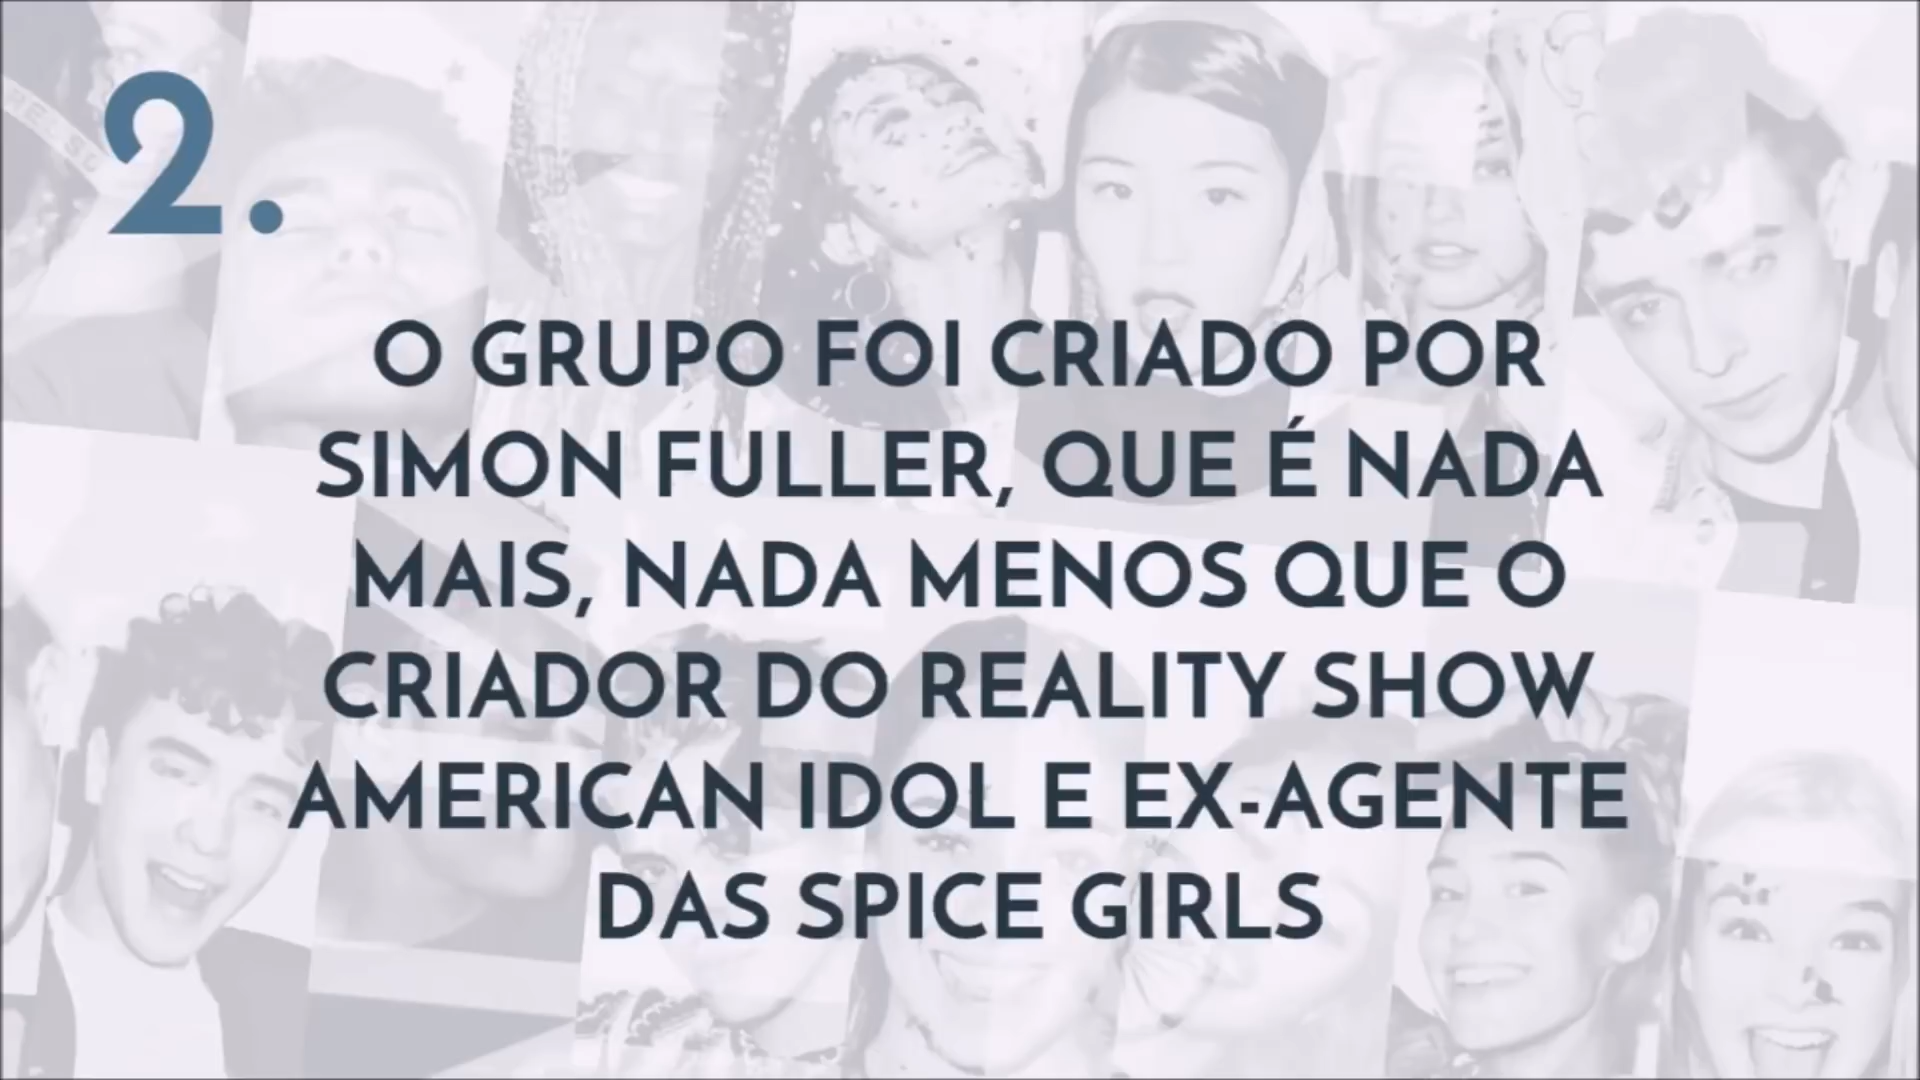 2.
O GRUPO FOI CRIADO POR
SIMON FULLER, QUE É NADA
MAIS, NADA MENOS QUE O
CRIADOR DO REALITY SHOW
AMERICAN IDOL E EX-AGENTE
DAS SPICE GIRLS